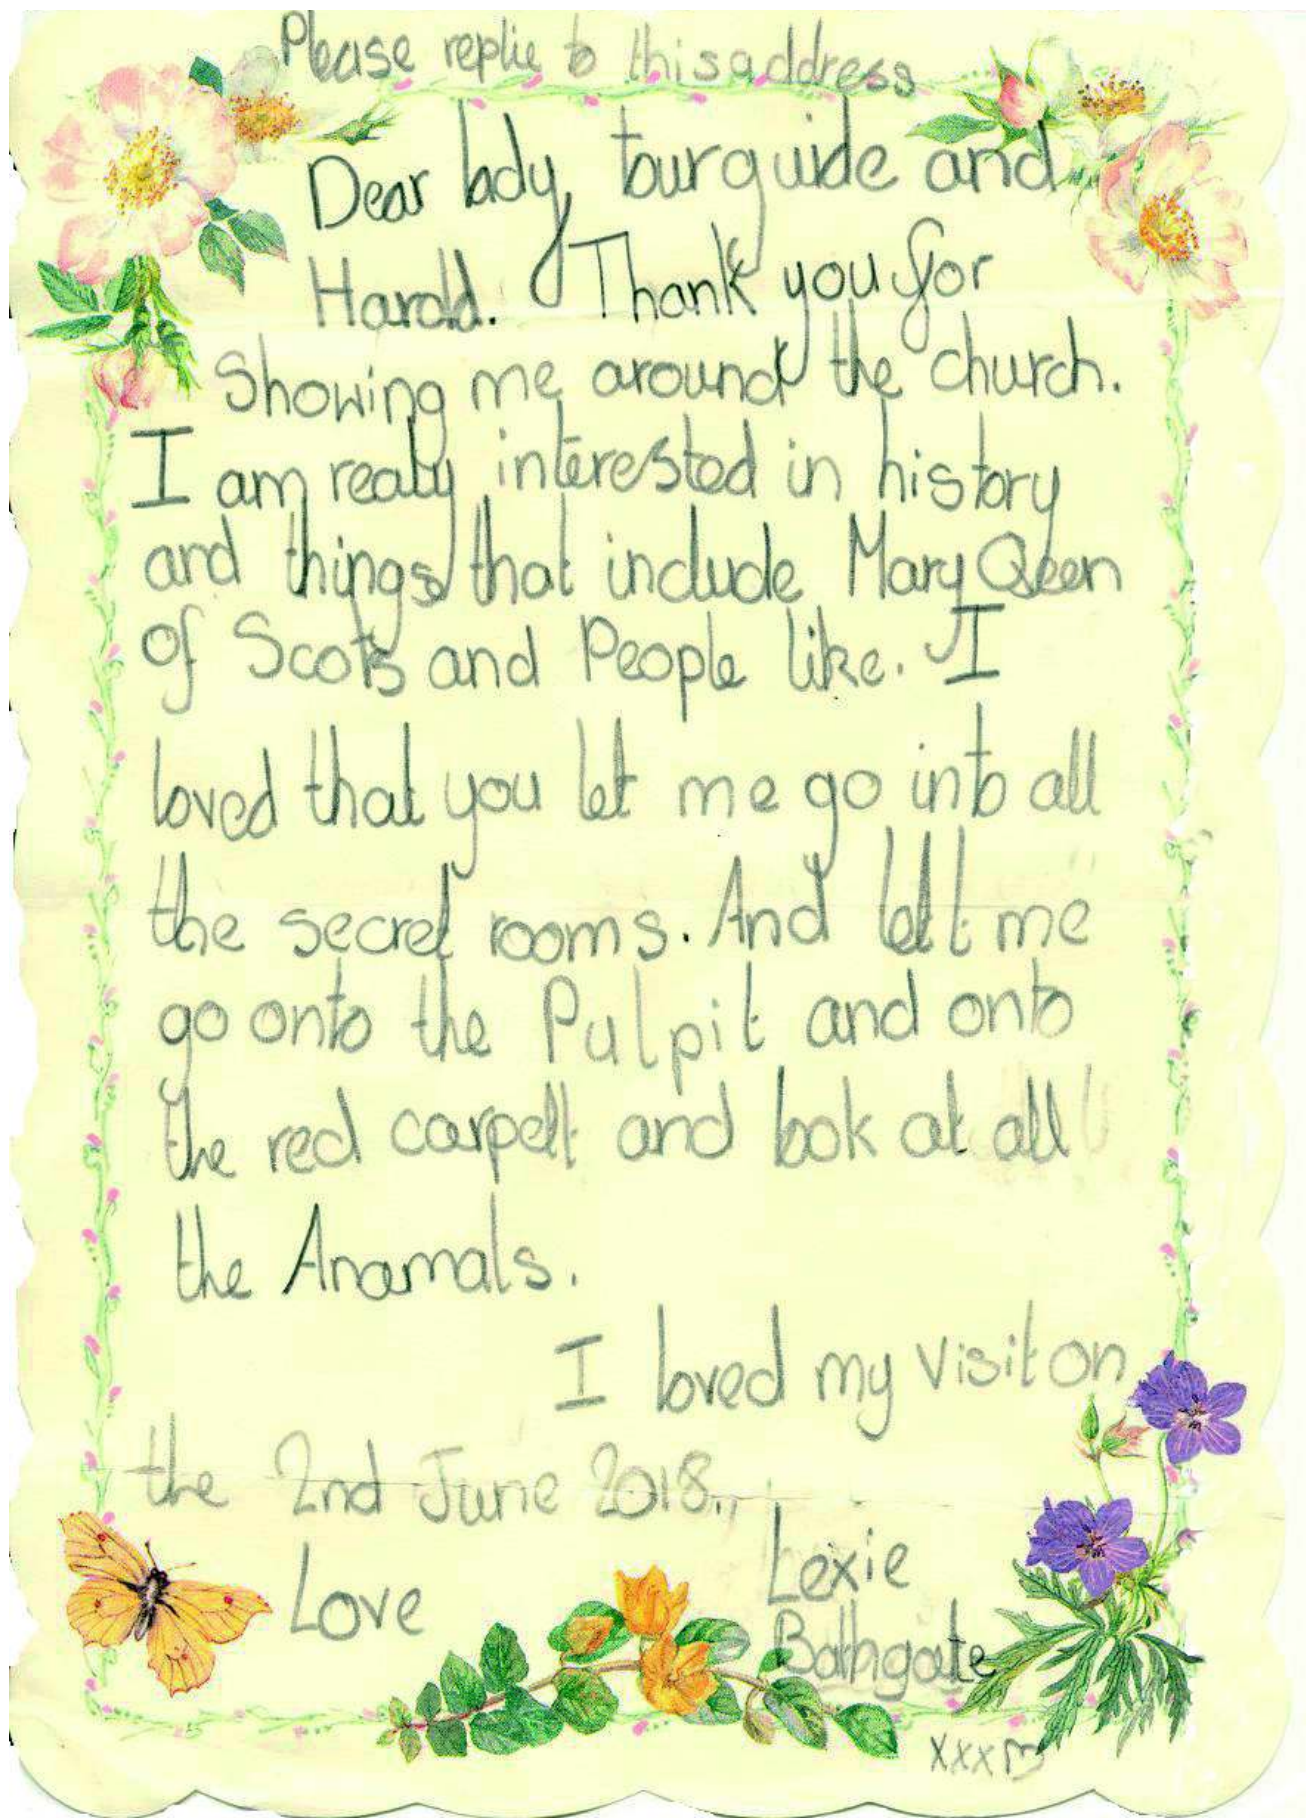 Please replie to this address
Dear lady, tourguide and
Harald. Thank you for
Showing me around the church.
I am realy interested in history
and things that include Mary Qeen
of Scots and People like. I
loved that you let me go into all
the secret rooms. And lett me
go onto the Pulpit and onto
the red carpett and look at all
the Anamals.
I loved my visit on
the 2nd June 2018.
Love Lexie
Bathgate
xxx